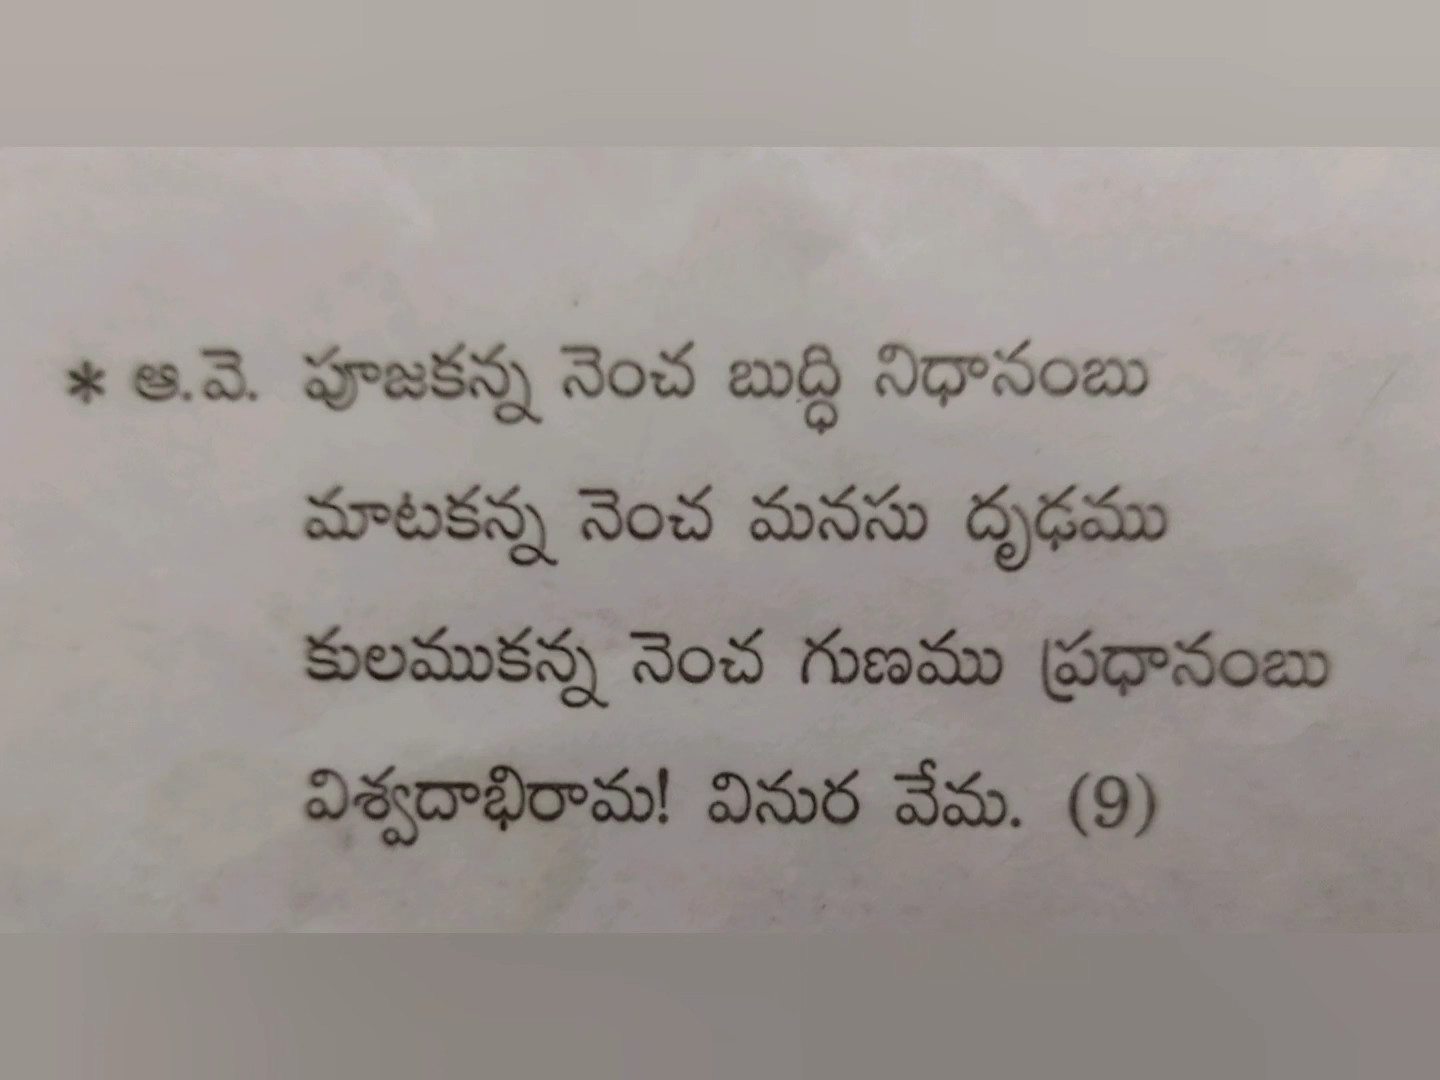 * ఆ.వె. పూజకన్న నెంచ బుద్ధి నిధానంబు
మాటకన్న నెంచ మనసు దృఢము
కులముకన్న నెంచ గుణము ప్రధానంబు
విశ్వదాభిరామ! వినుర వేమ. (9)